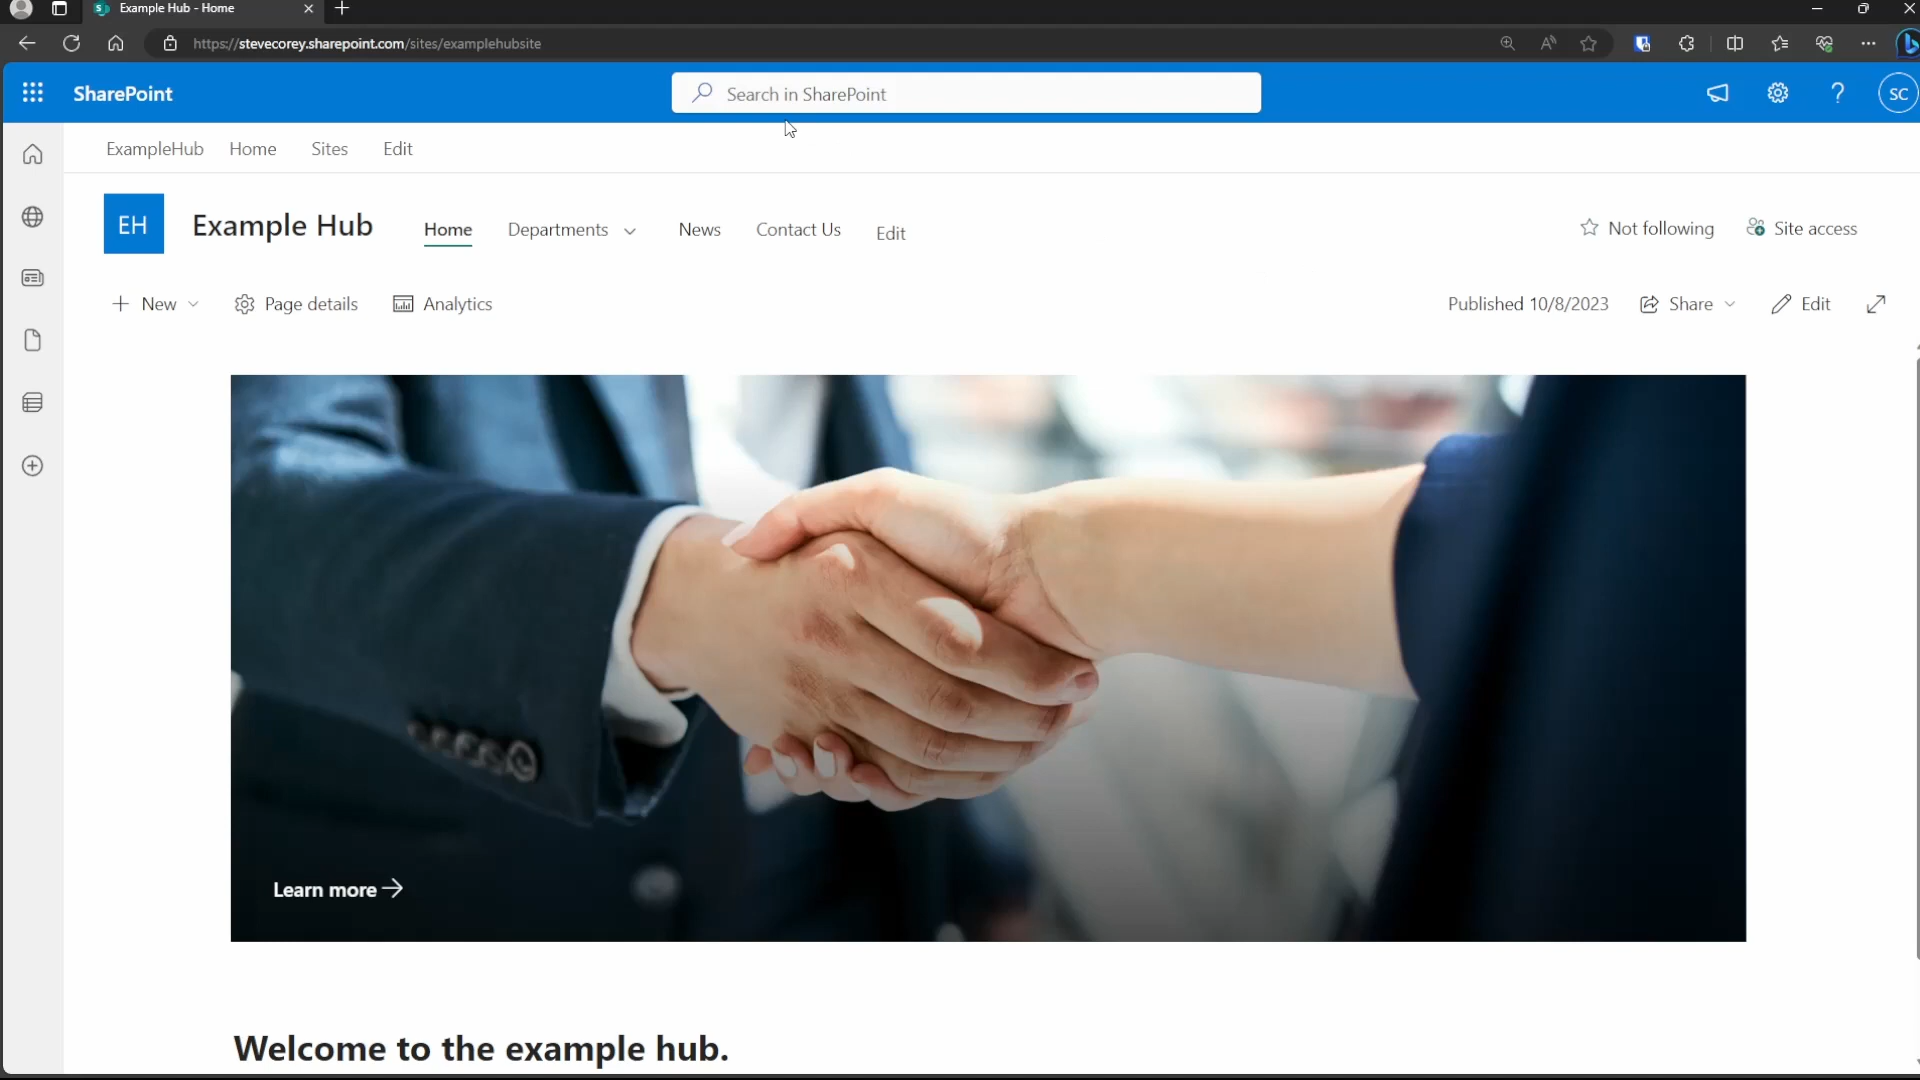 Example Hub - Home
https://stevecorey.sharepoint.com/sites/examplehubsite
SharePoint
Search in SharePoint
SC
ExampleHub Home Sites Edit
EH
Example Hub
Home Departments News Contact Us Edit
Not following Site access
New Page details Analytics
Published 10/8/2023 Share Edit
Learn more
Welcome to the example hub.